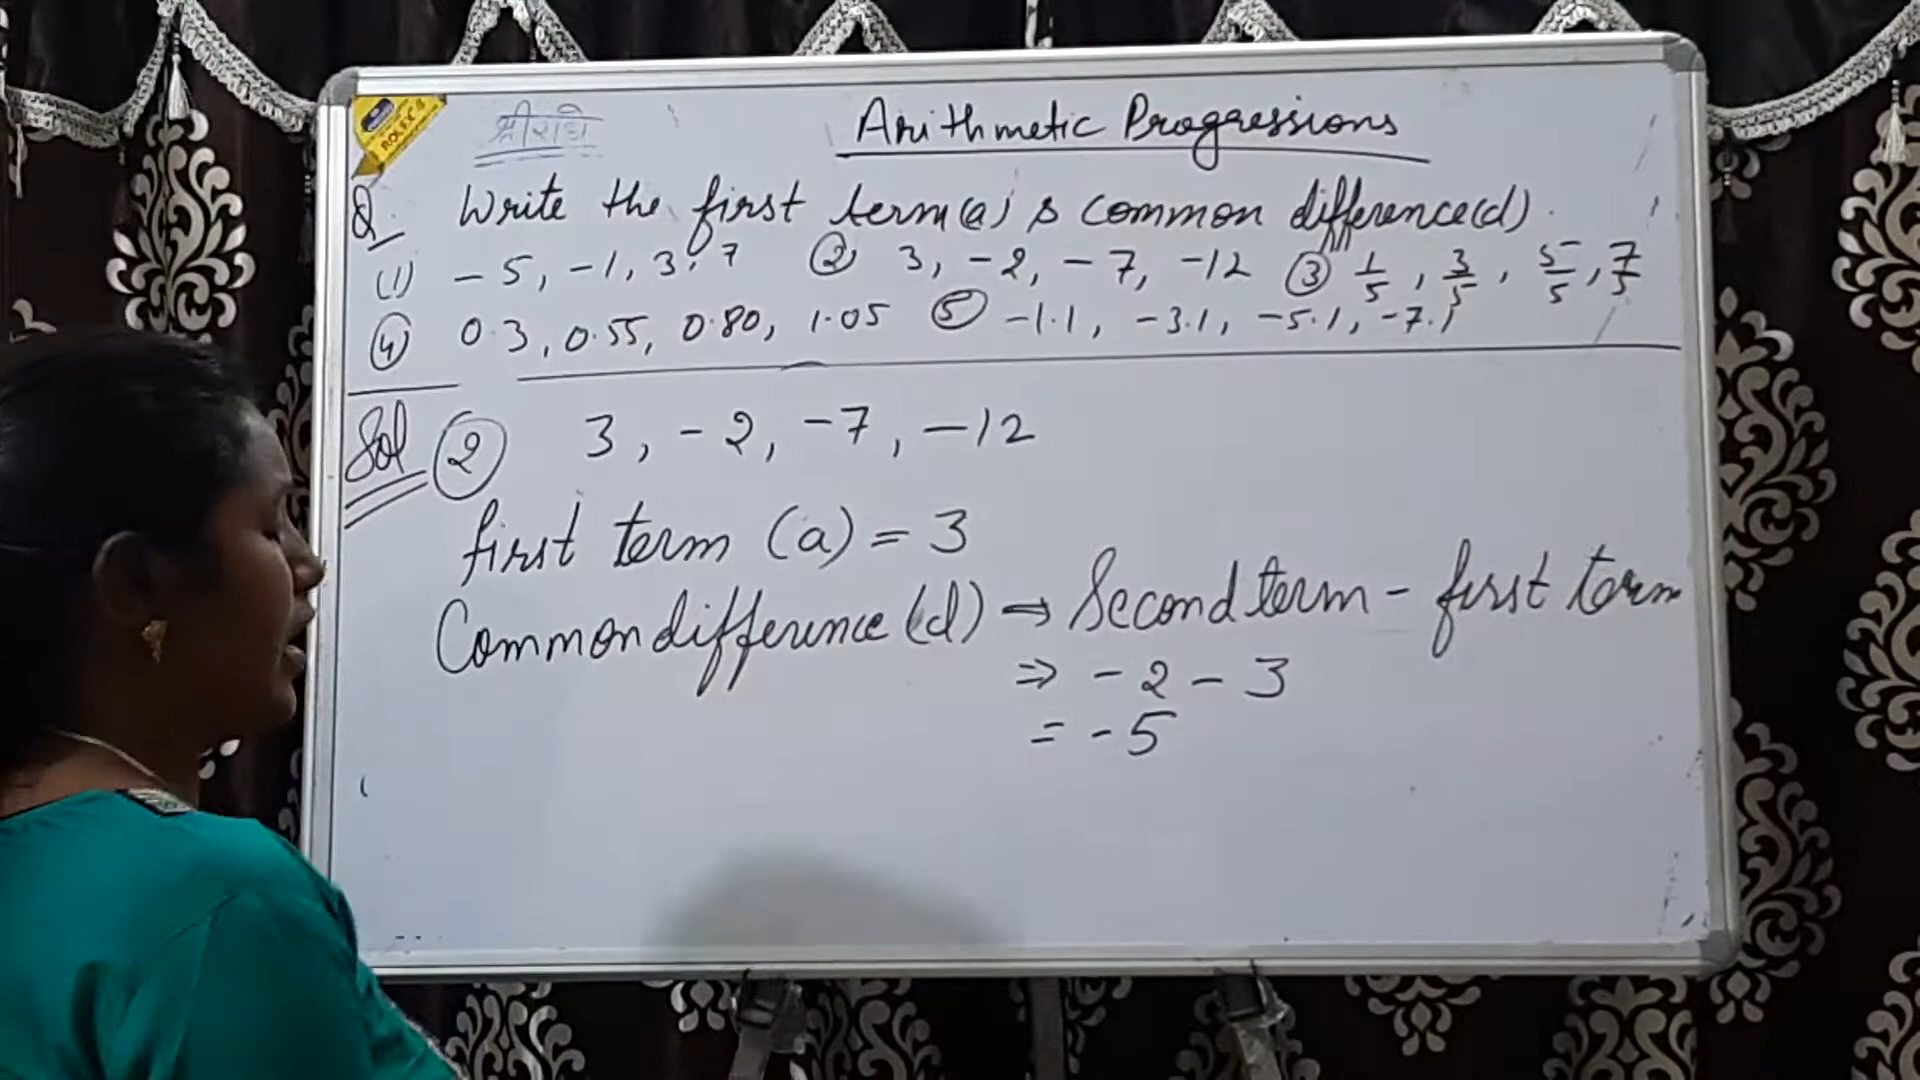 ROLEX
श्री राधे
Arithmetic Progressions
Q. Write the first term(a) & common difference(d).
(1) -5, -1, 3, 7 ② 3, -2, -7, -12 ③ 1/5, 3/5, 5/5, 7/5
④ 0.3, 0.55, 0.80, 1.05 ⑤ -1.1, -3.1, -5.1, -7.1
Sol ② 3, -2, -7, -12
first term (a) = 3
Common difference (d) → Second term - first term
⇒ -2 - 3
= -5